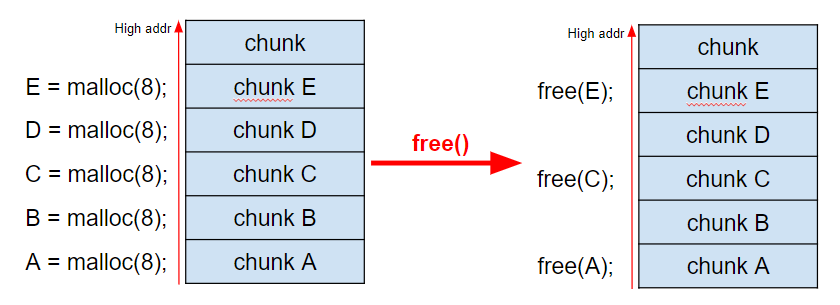 High addr
chunk
E = malloc(8);
chunk E
D = malloc(8);
chunk D
C = malloc(8);
chunk C
B = malloc(8);
chunk B
A = malloc(8);
chunk A
free()
High addr
chunk
free(E);
chunk E
chunk D
free(C);
chunk C
chunk B
free(A);
chunk A